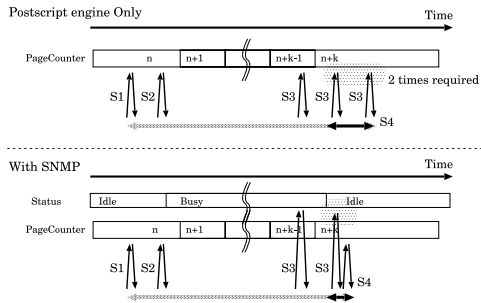 Postscript engine Only
Time
PageCounter n n+1 n+k-1 n+k
2 times required
S1 S2 S3 S3 S3
S4
With SNMP
Time
Status Idle Busy Idle
PageCounter n n+1 n+k-1 n+k
S1 S2 S3 S3 S4